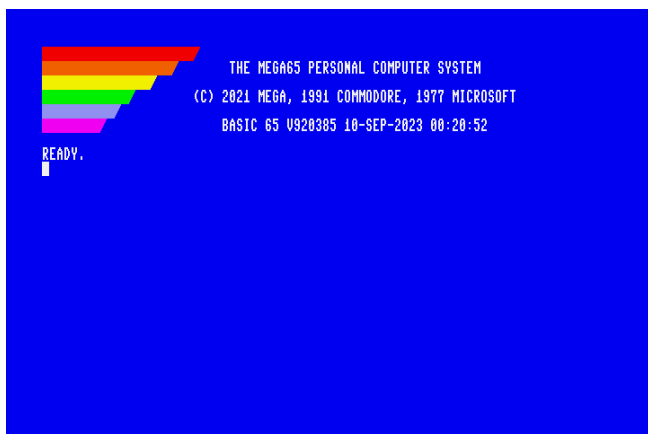 THE MEGA65 PERSONAL COMPUTER SYSTEM
(C) 2021 MEGA, 1991 COMMODORE, 1977 MICROSOFT
BASIC 65 V920385 10-SEP-2023 00:20:52
READY.